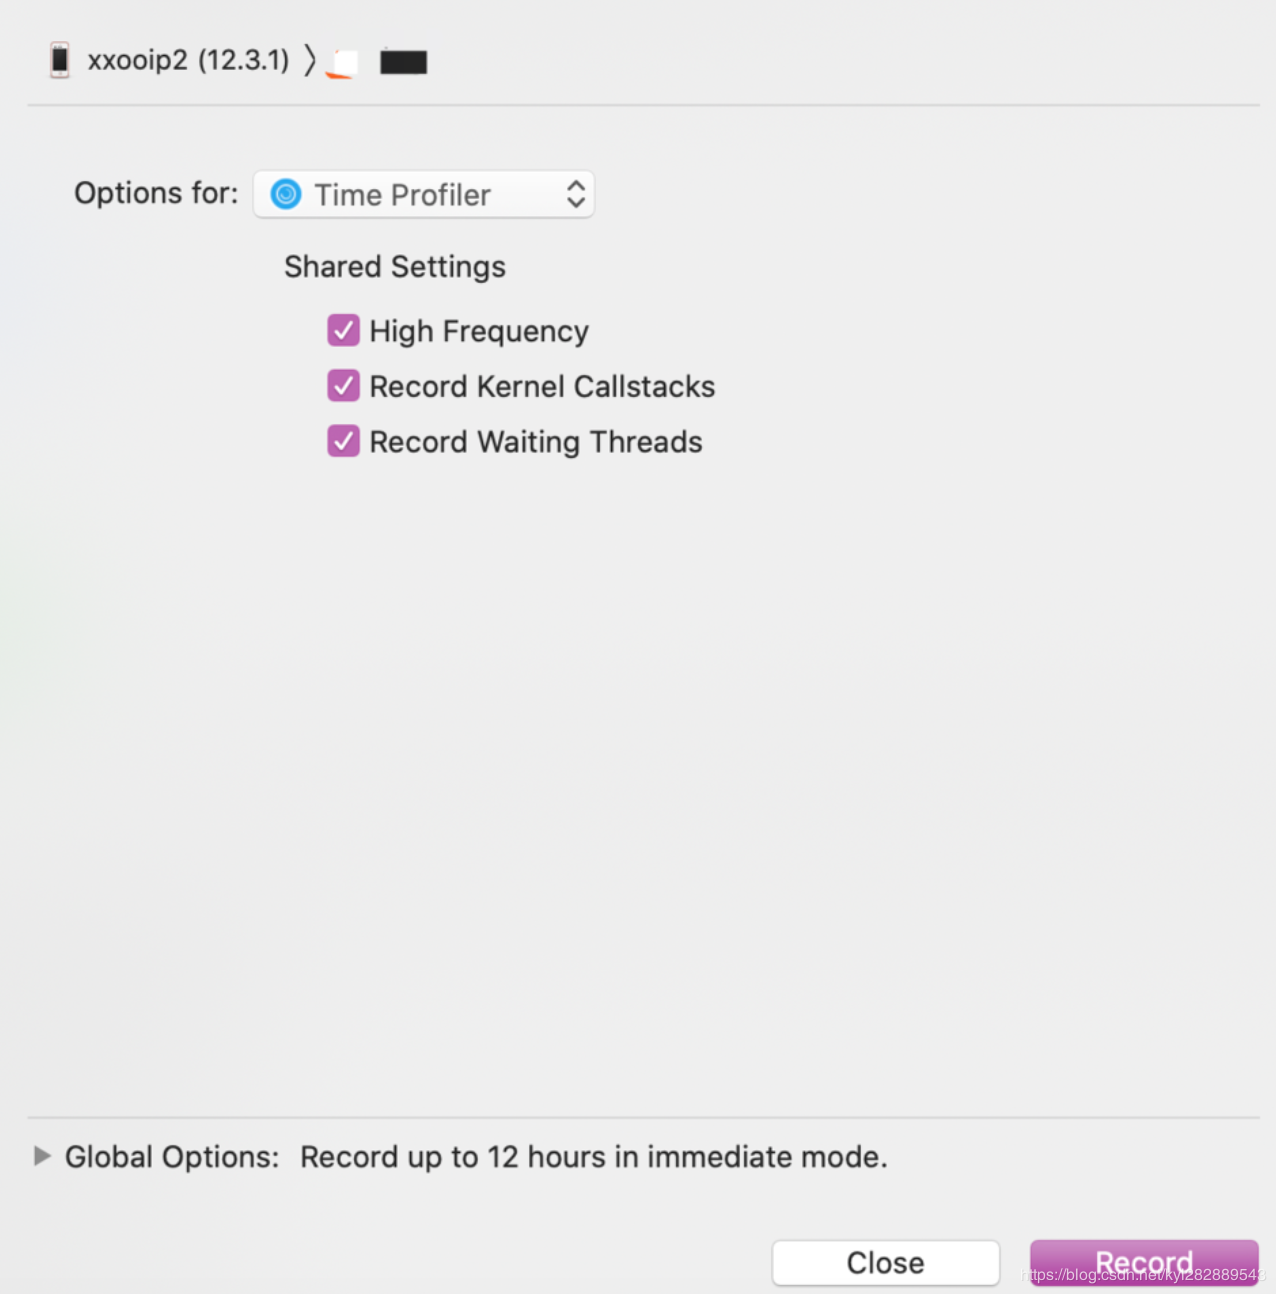 xxooip2 (12.3.1) 〉
Options for: Time Profiler
Shared Settings
High Frequency
Record Kernel Callstacks
Record Waiting Threads
Global Options: Record up to 12 hours in immediate mode.
Close Record
https://blog.csdn.net/kyl282889543